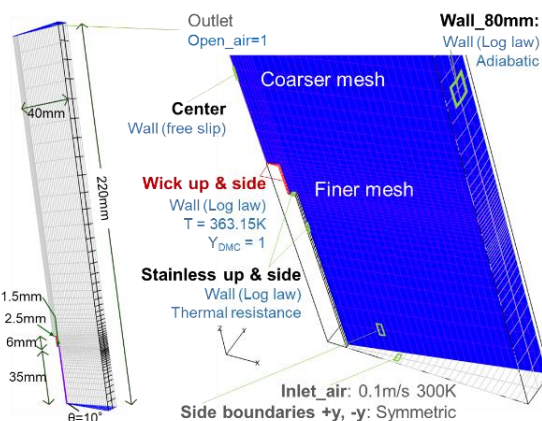 Outlet
Open_air=1
40mm
220mm
1.5mm
2.5mm
6mm
35mm
θ=10°
Wall_80mm:
Wall (Log law)
Adiabatic
Coarser mesh
Center
Wall (free slip)
Wick up & side
Wall (Log law)
T = 363.15K
Y_DMC = 1
Finer mesh
Stainless up & side
Wall (Log law)
Thermal resistance
z
y
x
Inlet_air: 0.1m/s 300K
Side boundaries +y, -y: Symmetric